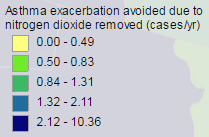 Asthma exacerbation avoided due to
nitrogen dioxide removed (cases/yr)
0.00 - 0.49
0.50 - 0.83
0.84 - 1.31
1.32 - 2.11
2.12 - 10.36